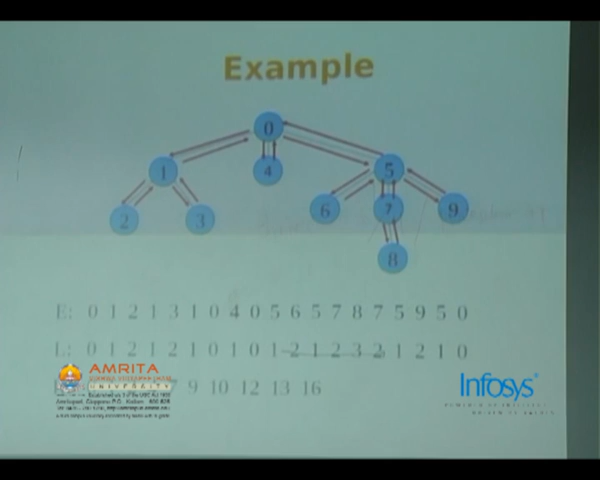 Example
0
1 4 5
2 3 6 7 9
8
E: 0 1 2 1 3 1 0 4 0 5 6 5 7 8 7 5 9 5 0
L: 0 1 2 1 2 1 0 1 0 1 2 1 2 3 2 1 2 1 0
9 10 12 13 16
AMRITA
UNIVERSITY
Infosys